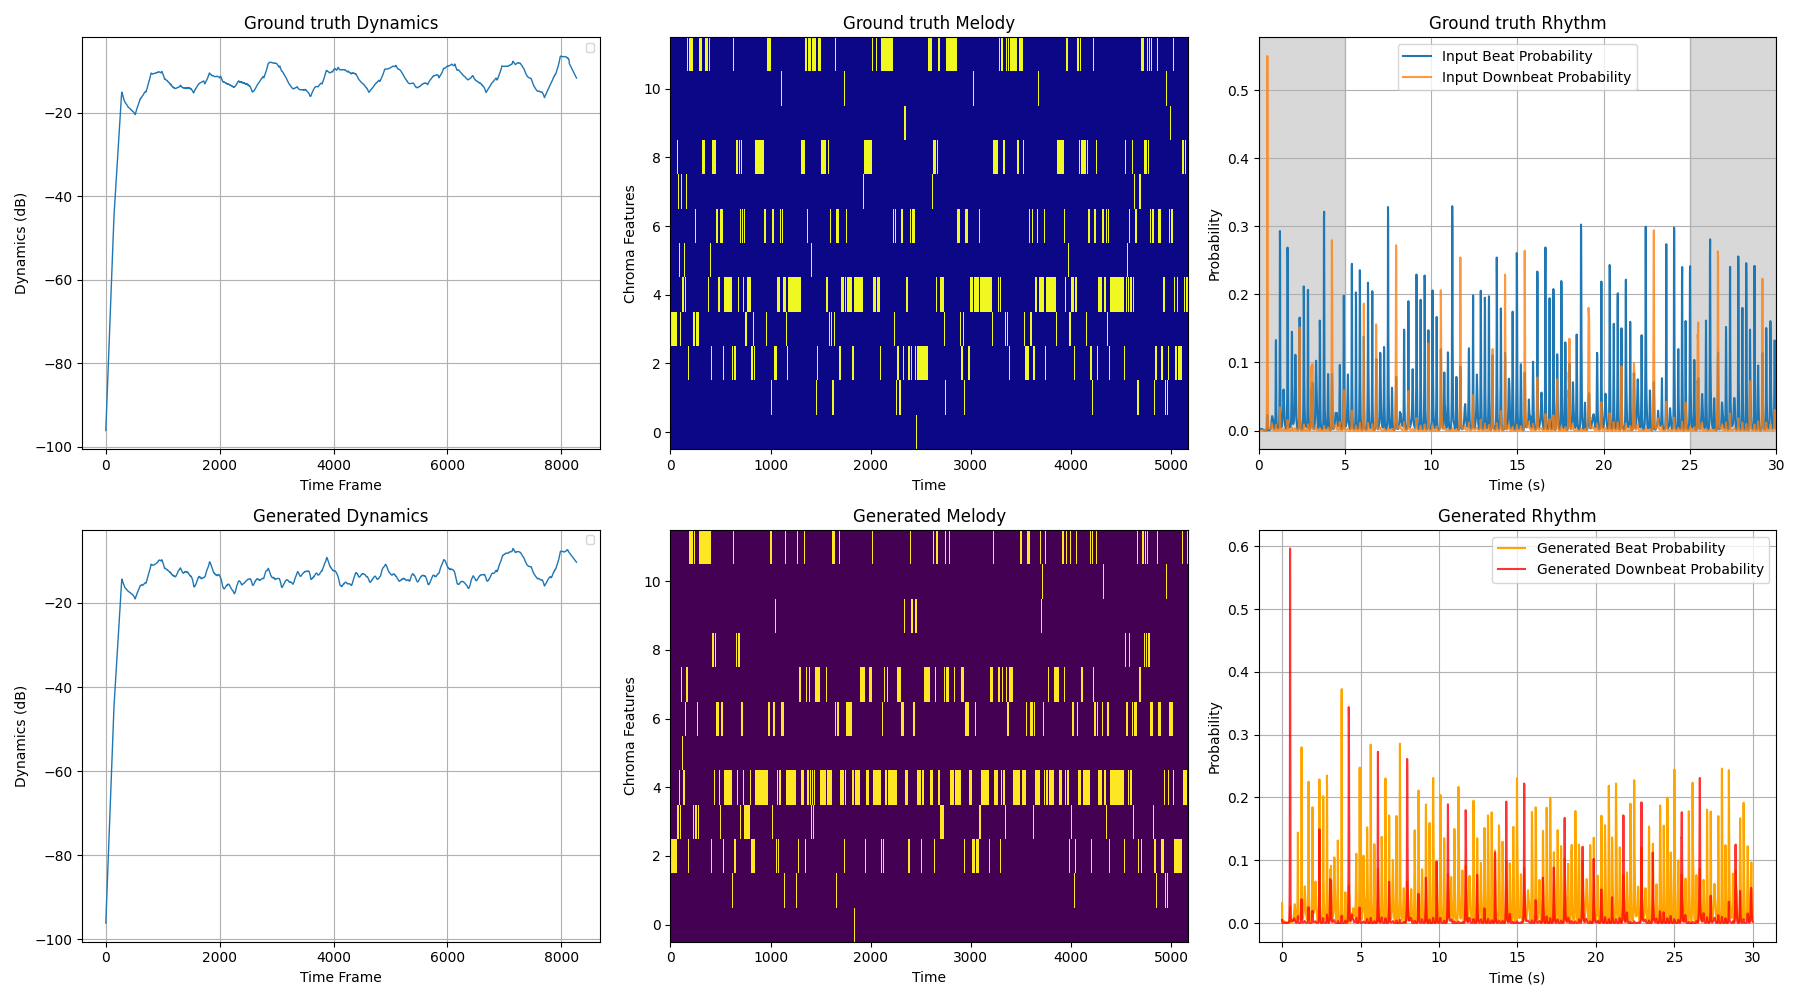 Ground truth Dynamics
Dynamics (dB)
−20
−40
−60
−80
−100
0 2000 4000 6000 8000
Time Frame
Ground truth Melody
Chroma Features
10
8
6
4
2
0
0 1000 2000 3000 4000 5000
Time
Ground truth Rhythm
Input Beat Probability
Input Downbeat Probability
Probability
0.5
0.4
0.3
0.2
0.1
0.0
0 5 10 15 20 25 30
Time (s)
Generated Dynamics
Dynamics (dB)
−20
−40
−60
−80
−100
0 2000 4000 6000 8000
Time Frame
Generated Melody
Chroma Features
10
8
6
4
2
0
0 1000 2000 3000 4000 5000
Time
Generated Rhythm
Generated Beat Probability
Generated Downbeat Probability
Probability
0.6
0.5
0.4
0.3
0.2
0.1
0.0
0 5 10 15 20 25 30
Time (s)